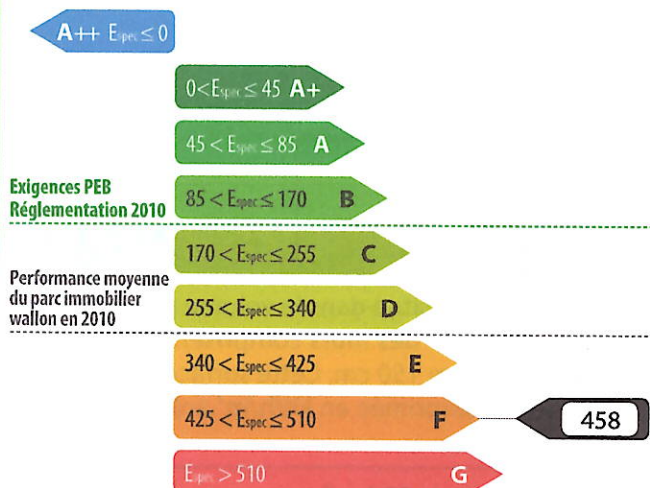 A++ Espec ≤ 0
0 < Espec ≤ 45 A+
45 < Espec ≤ 85 A
Exigences PEB
Réglementation 2010
85 < Espec ≤ 170 B
170 < Espec ≤ 255 C
Performance moyenne
du parc immobilier
wallon en 2010
255 < Espec ≤ 340 D
340 < Espec ≤ 425 E
425 < Espec ≤ 510 F 458
Espec > 510 G